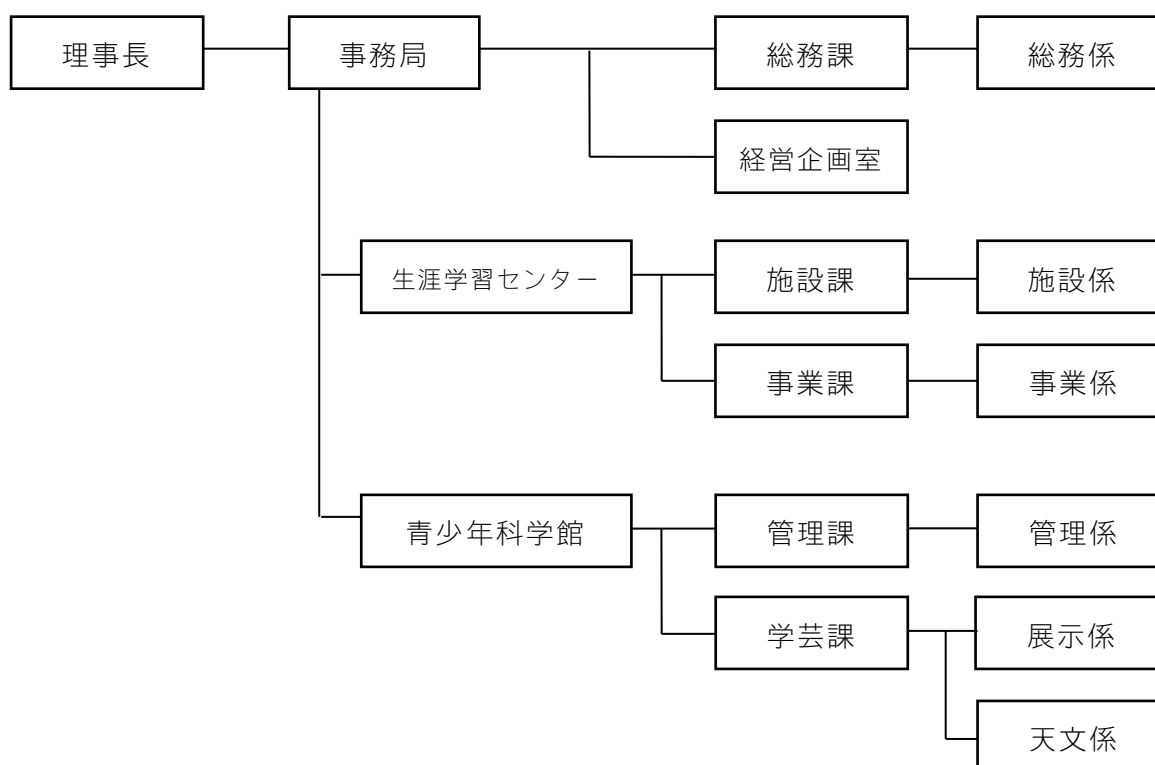 理事長
事務局
総務課
総務係
経営企画室
生涯学習センター
施設課
施設係
事業課
事業係
青少年科学館
管理課
管理係
学芸課
展示係
天文係